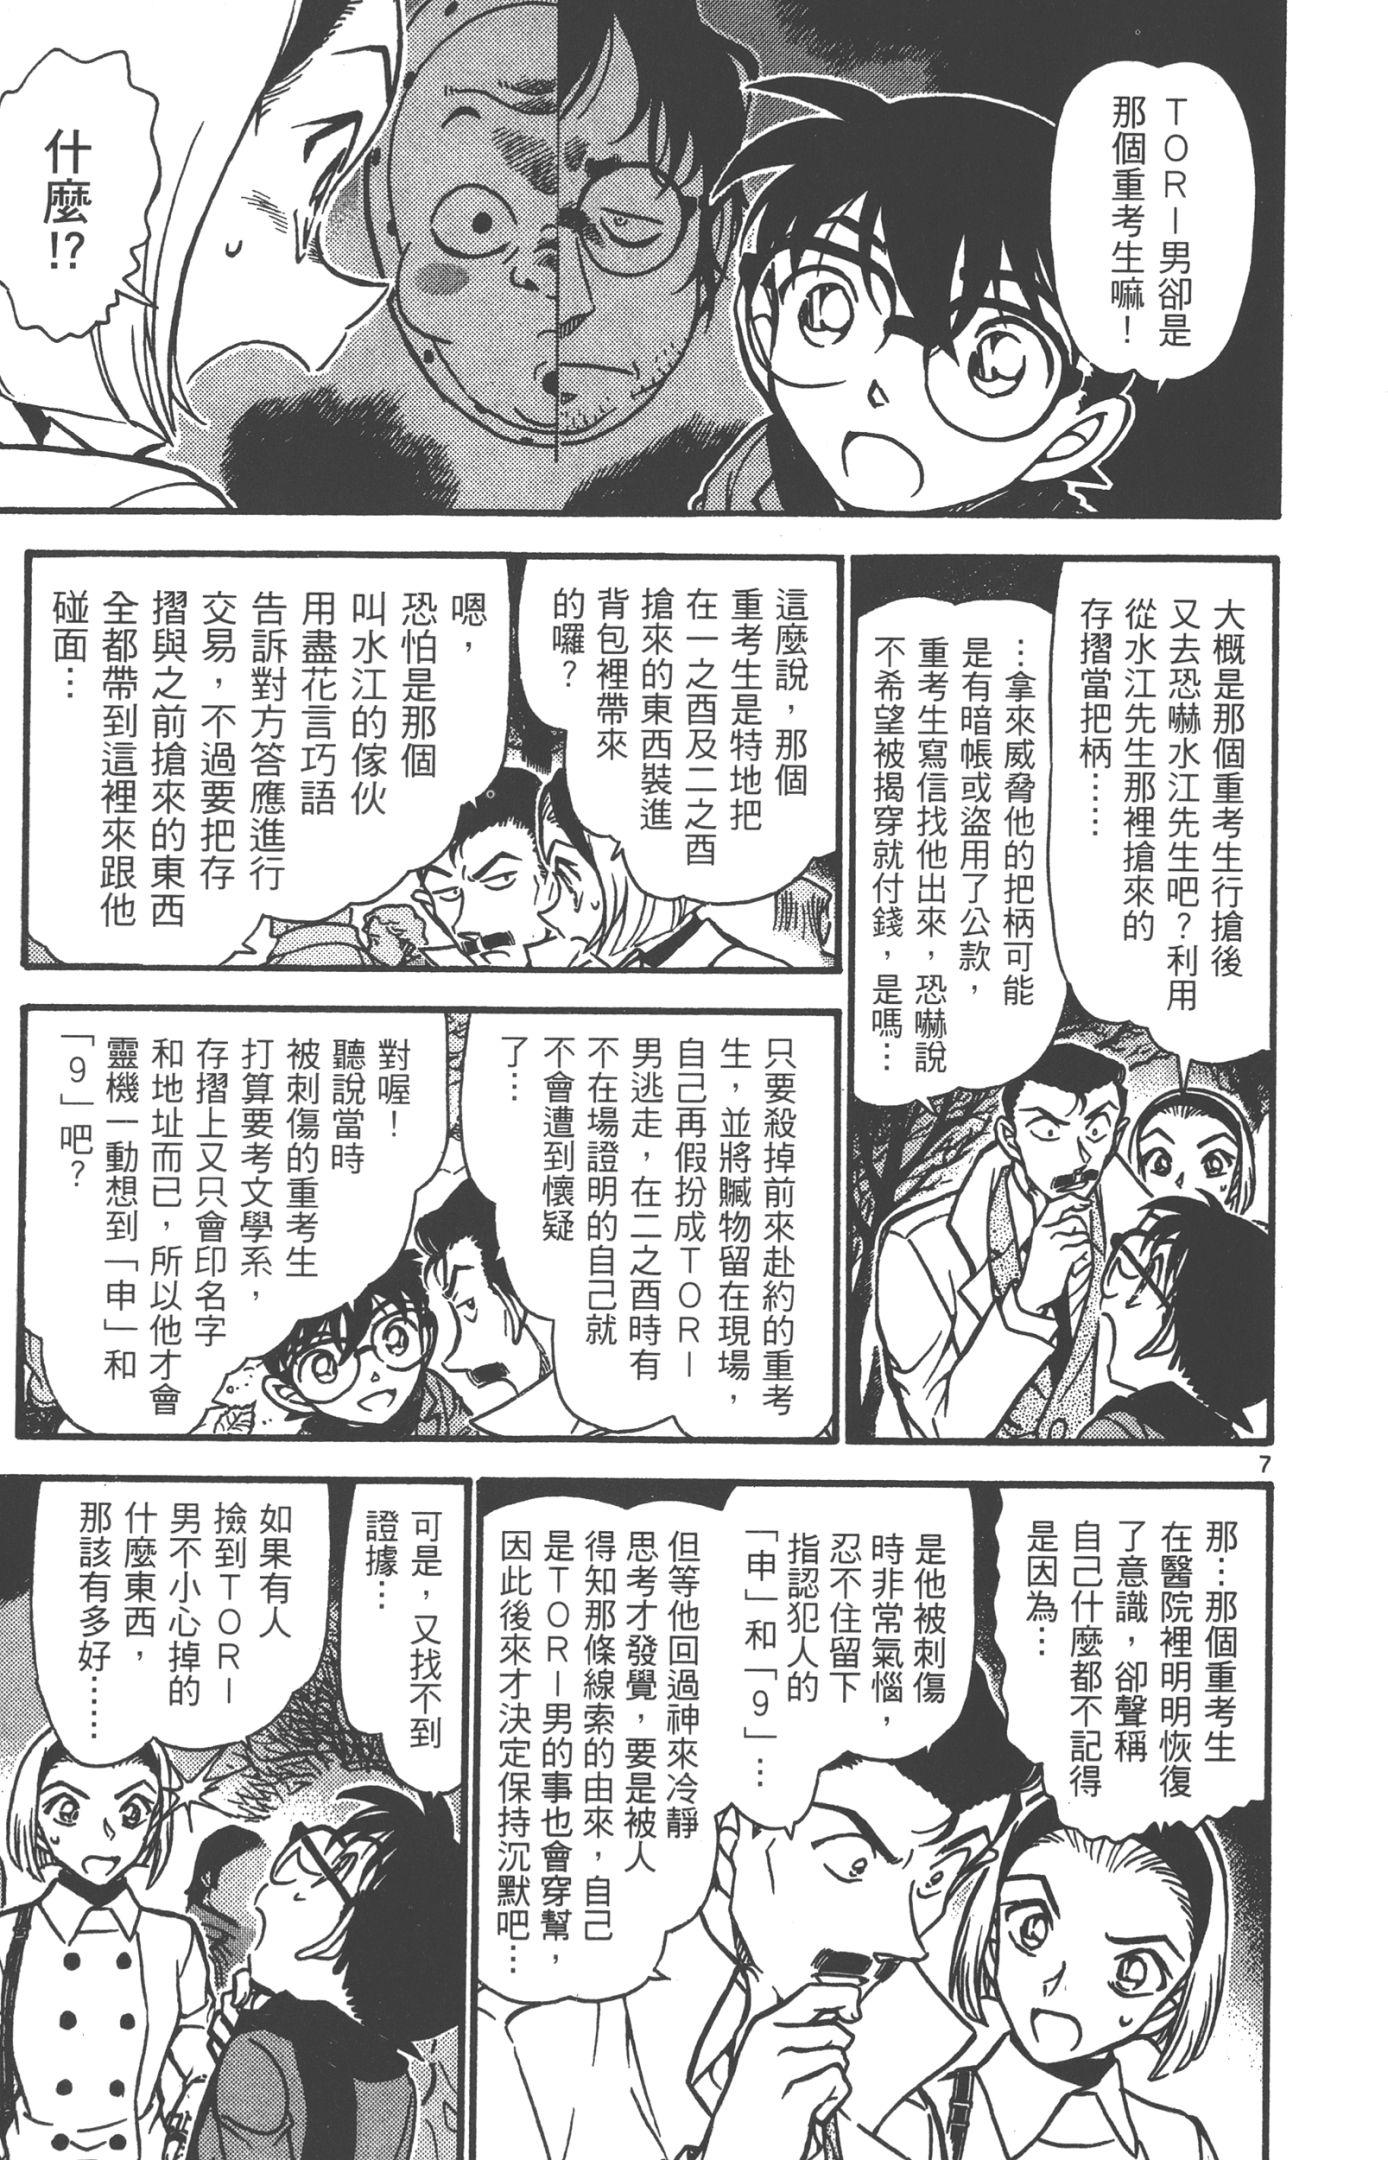 TORI男卻是
那個重考生嘛！
什麼!?
大概是那個重考生行搶後
又去恐嚇水江先生吧？利用
從水江先生那裡搶來的
存摺當把柄……
…拿來威脅他的把柄可能
是有暗帳或盜用了公款，
重考生寫信找他出來，恐嚇說
不希望被揭穿就付錢，是嗎…
這麼說，那個
重考生是特地把
在一之酉及二之酉
搶來的東西裝進
背包裡帶來
的囉？
嗯，
恐怕是那個
叫水江的傢伙
用盡花言巧語
告訴對方答應進行
交易，不過要把存
摺與之前搶來的東西
全都帶到這裡來跟他
碰面…
只要殺掉前來赴約的重考
生，並將贓物留在現場，
自己再假扮成TORI
男逃走，在二之酉時有
不在場證明的自己就
不會遭到懷疑
了…
對喔！
聽說當時
被刺傷的重考生
打算要考文學系，
存摺上又只會印名字
和地址而已，所以他才會
靈機一動想到「申」和
「9」吧？
7
那…那個重考生
在醫院裡明明恢復
了意識，卻聲稱
自己什麼都不記得
是因為…
是他被刺傷
時非常氣惱，
忍不住留下
指認犯人的
「申」和「9」…
但等他回過神來冷靜
思考才發覺，要是被人
得知那條線索的由來，自己
是TORI男的事也會穿幫，
因此後來才決定保持沉默吧…
可是，又找不到
證據…
如果有人
撿到TORI
男不小心掉的
什麼東西，
那該有多好……